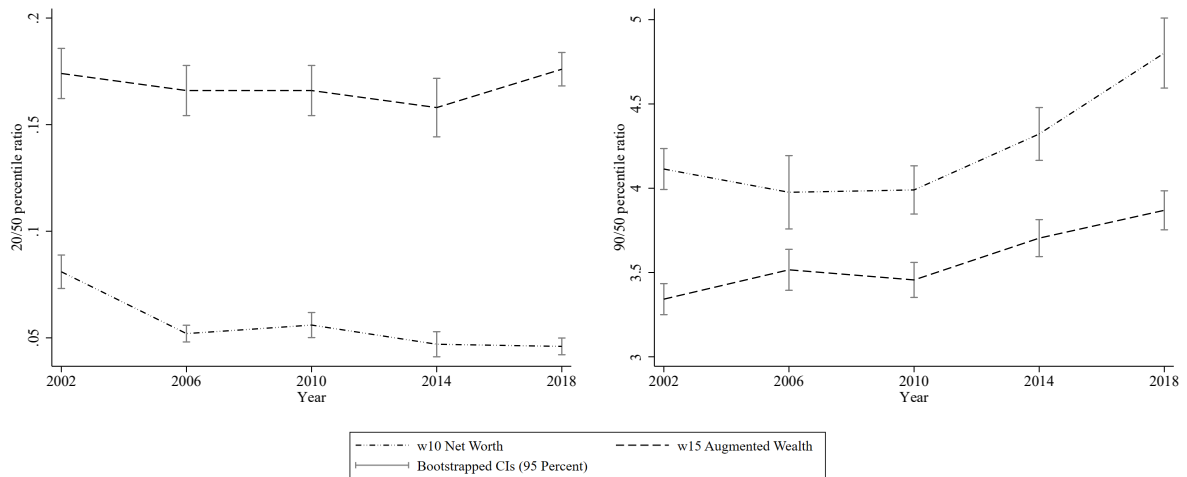 20/50 percentile ratio
.2
.15
.1
.05
2002 2006 2010 2014 2018
Year
90/50 percentile ratio
5
4.5
4
3.5
3
2002 2006 2010 2014 2018
Year
w10 Net Worth
w15 Augmented Wealth
Bootstrapped CIs (95 Percent)